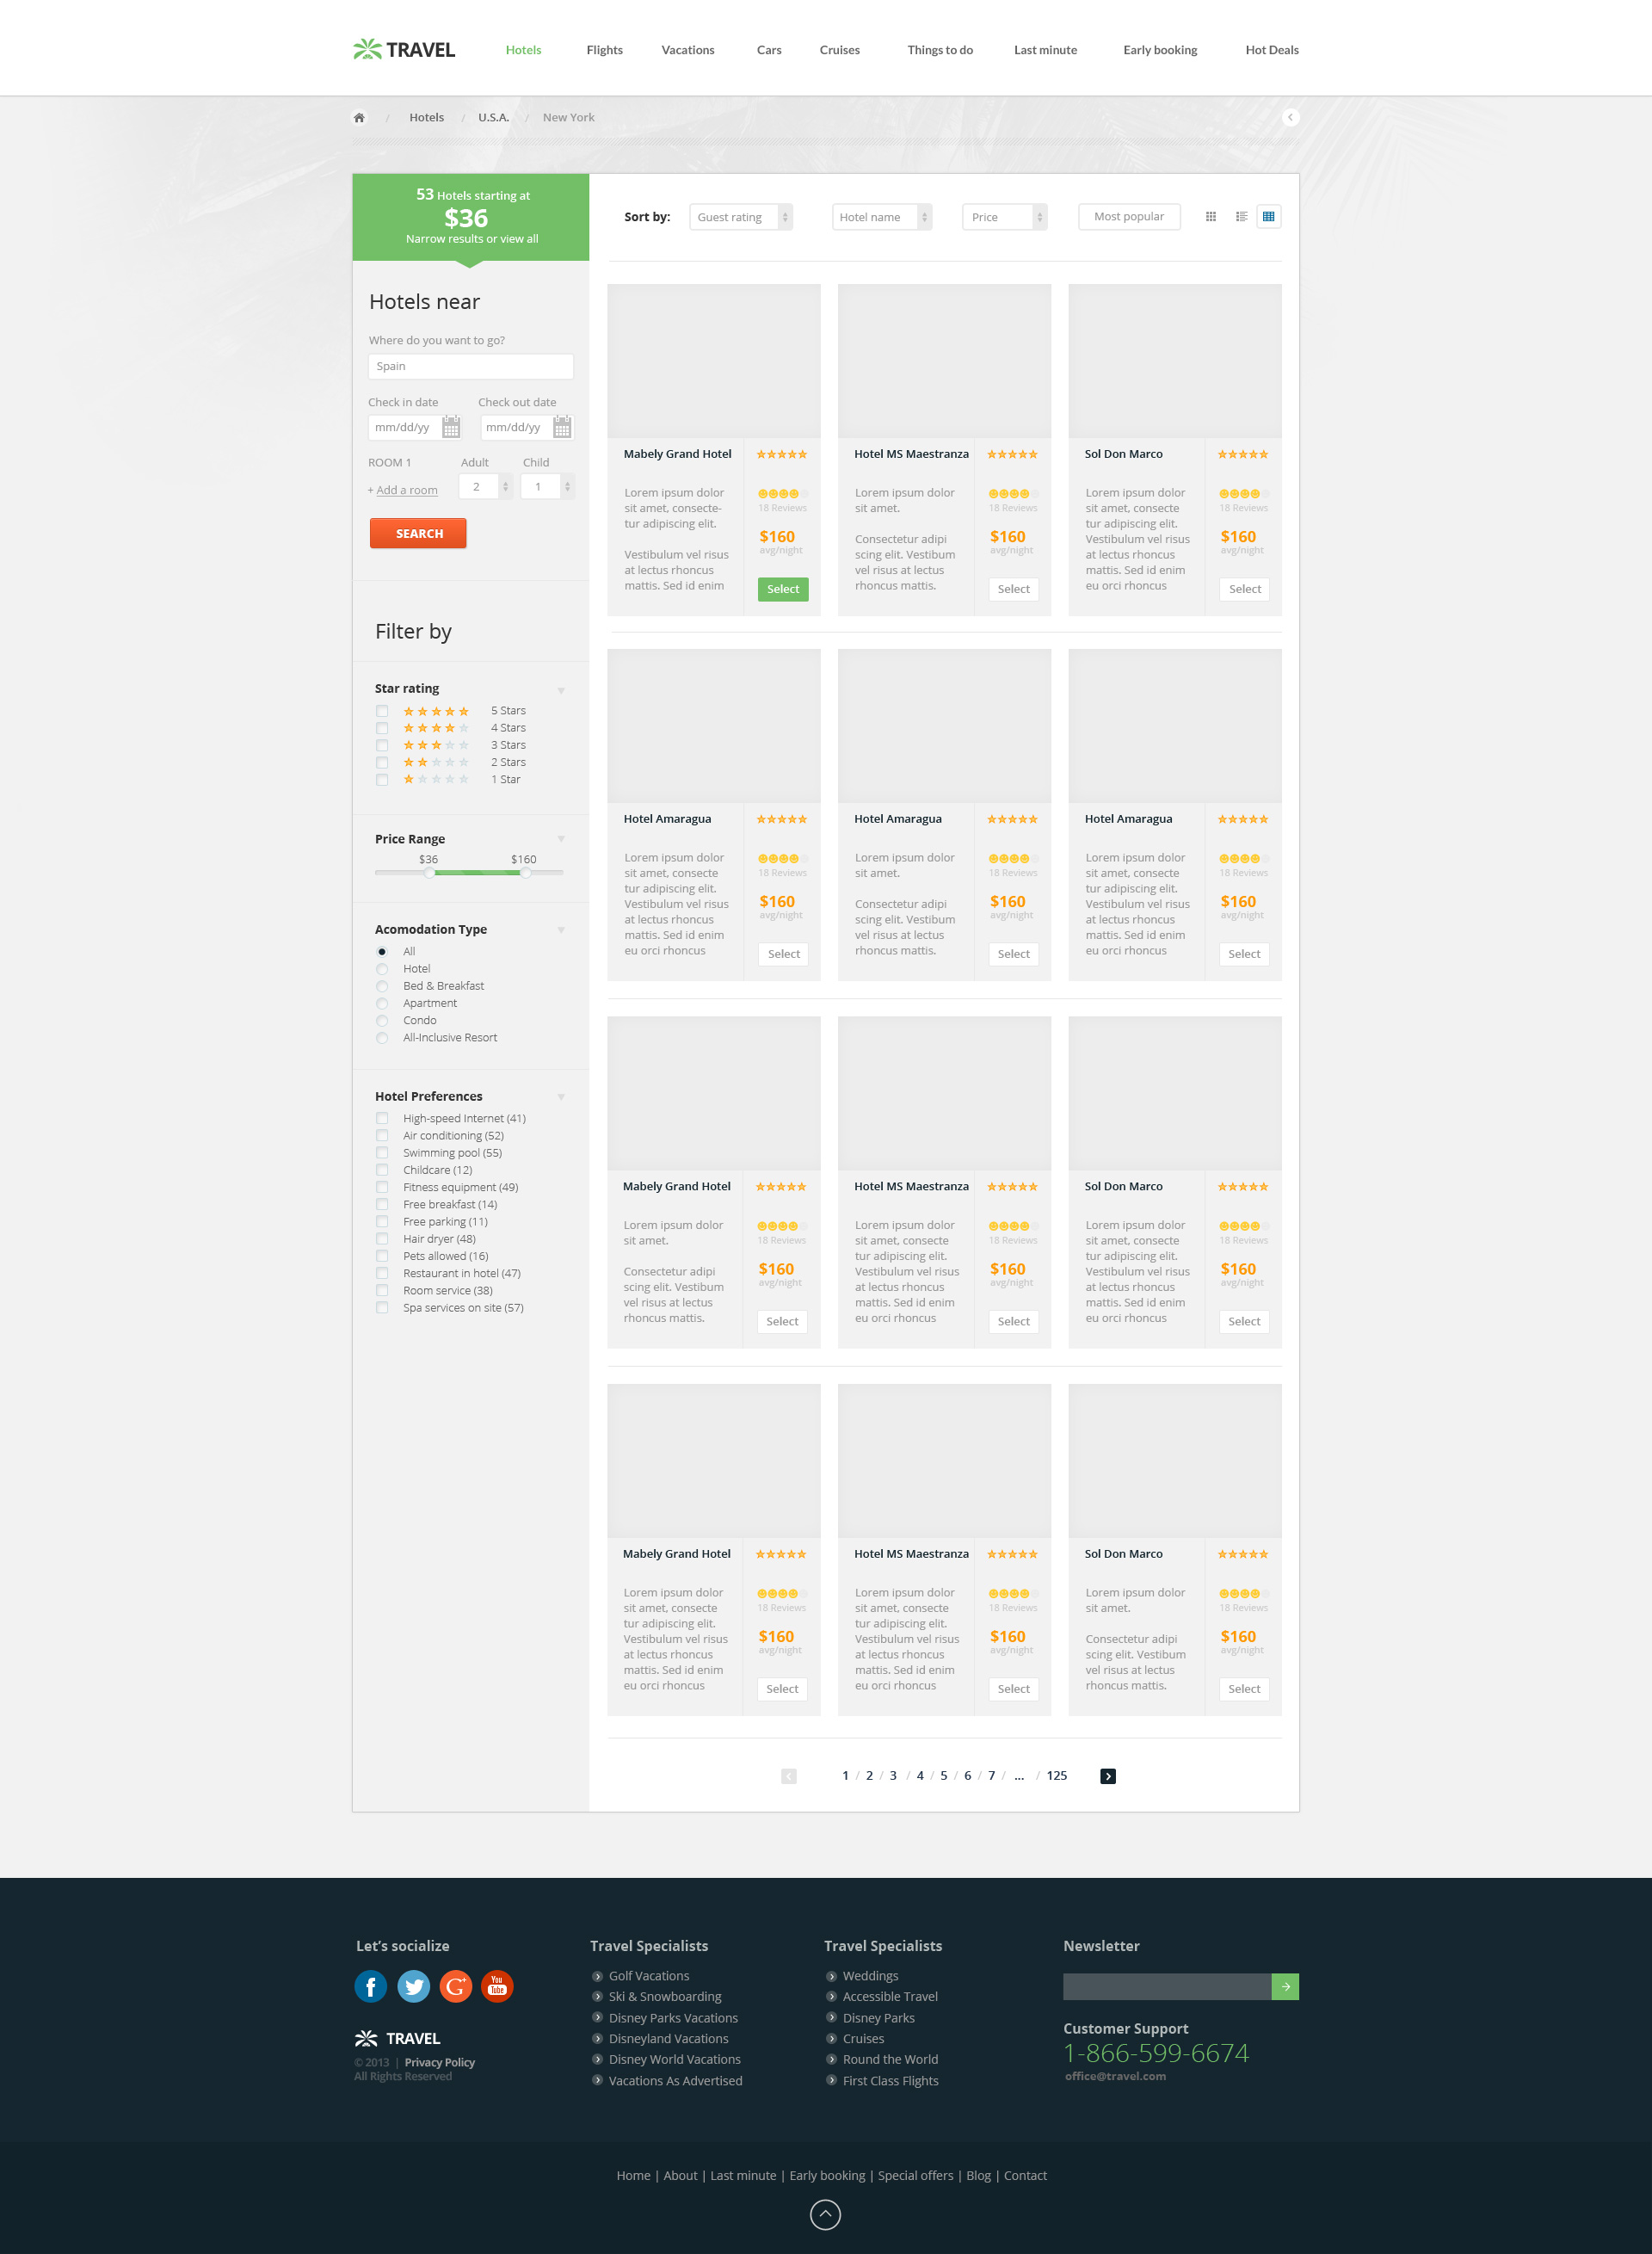 TRAVEL
Hotels Flights Vacations Cars Cruises Things to do Last minute Early booking Hot Deals
/ Hotels / U.S.A. / New York
53 Hotels starting at
$36
Narrow results or view all
Hotels near
Where do you want to go?
Spain
Check in date Check out date
mm/dd/yy mm/dd/yy
ROOM 1 Adult Child
+ Add a room 2 1
SEARCH
Filter by
Star rating
5 Stars
4 Stars
3 Stars
2 Stars
1 Star
Price Range
$36 $160
Acomodation Type
All
Hotel
Bed & Breakfast
Apartment
Condo
All-Inclusive Resort
Hotel Preferences
High-speed Internet (41)
Air conditioning (52)
Swimming pool (55)
Childcare (12)
Fitness equipment (49)
Free breakfast (14)
Free parking (11)
Hair dryer (48)
Pets allowed (16)
Restaurant in hotel (47)
Room service (38)
Spa services on site (57)
Sort by: Guest rating Hotel name Price Most popular
Mabely Grand Hotel
Lorem ipsum dolor
sit amet, consecte-
tur adipiscing elit.
Vestibulum vel risus
at lectus rhoncus
mattis. Sed id enim
18 Reviews
$160
avg/night
Select
Hotel MS Maestranza
Lorem ipsum dolor
sit amet.
Consectetur adipi
scing elit. Vestibum
vel risus at lectus
rhoncus mattis.
18 Reviews
$160
avg/night
Select
Sol Don Marco
Lorem ipsum dolor
sit amet, consecte
tur adipiscing elit.
Vestibulum vel risus
at lectus rhoncus
mattis. Sed id enim
eu orci rhoncus
18 Reviews
$160
avg/night
Select
Hotel Amaragua
Lorem ipsum dolor
sit amet, consecte
tur adipiscing elit.
Vestibulum vel risus
at lectus rhoncus
mattis. Sed id enim
eu orci rhoncus
18 Reviews
$160
avg/night
Select
Hotel Amaragua
Lorem ipsum dolor
sit amet.
Consectetur adipi
scing elit. Vestibum
vel risus at lectus
rhoncus mattis.
18 Reviews
$160
avg/night
Select
Hotel Amaragua
Lorem ipsum dolor
sit amet, consecte
tur adipiscing elit.
Vestibulum vel risus
at lectus rhoncus
mattis. Sed id enim
eu orci rhoncus
18 Reviews
$160
avg/night
Select
Mabely Grand Hotel
Lorem ipsum dolor
sit amet.
Consectetur adipi
scing elit. Vestibum
vel risus at lectus
rhoncus mattis.
18 Reviews
$160
avg/night
Select
Hotel MS Maestranza
Lorem ipsum dolor
sit amet, consecte
tur adipiscing elit.
Vestibulum vel risus
at lectus rhoncus
mattis. Sed id enim
eu orci rhoncus
18 Reviews
$160
avg/night
Select
Sol Don Marco
Lorem ipsum dolor
sit amet, consecte
tur adipiscing elit.
Vestibulum vel risus
at lectus rhoncus
mattis. Sed id enim
eu orci rhoncus
18 Reviews
$160
avg/night
Select
Mabely Grand Hotel
Lorem ipsum dolor
sit amet, consecte
tur adipiscing elit.
Vestibulum vel risus
at lectus rhoncus
mattis. Sed id enim
eu orci rhoncus
18 Reviews
$160
avg/night
Select
Hotel MS Maestranza
Lorem ipsum dolor
sit amet, consecte
tur adipiscing elit.
Vestibulum vel risus
at lectus rhoncus
mattis. Sed id enim
eu orci rhoncus
18 Reviews
$160
avg/night
Select
Sol Don Marco
Lorem ipsum dolor
sit amet.
Consectetur adipi
scing elit. Vestibum
vel risus at lectus
rhoncus mattis.
18 Reviews
$160
avg/night
Select
1 / 2 / 3 / 4 / 5 / 6 / 7 / ... / 125
Let's socialize
f G+ You Tube
TRAVEL
© 2013 | Privacy Policy
All Rights Reserved
Travel Specialists
Golf Vacations
Ski & Snowboarding
Disney Parks Vacations
Disneyland Vacations
Disney World Vacations
Vacations As Advertised
Travel Specialists
Weddings
Accessible Travel
Disney Parks
Cruises
Round the World
First Class Flights
Newsletter
Customer Support
1-866-599-6674
office@travel.com
Home | About | Last minute | Early booking | Special offers | Blog | Contact